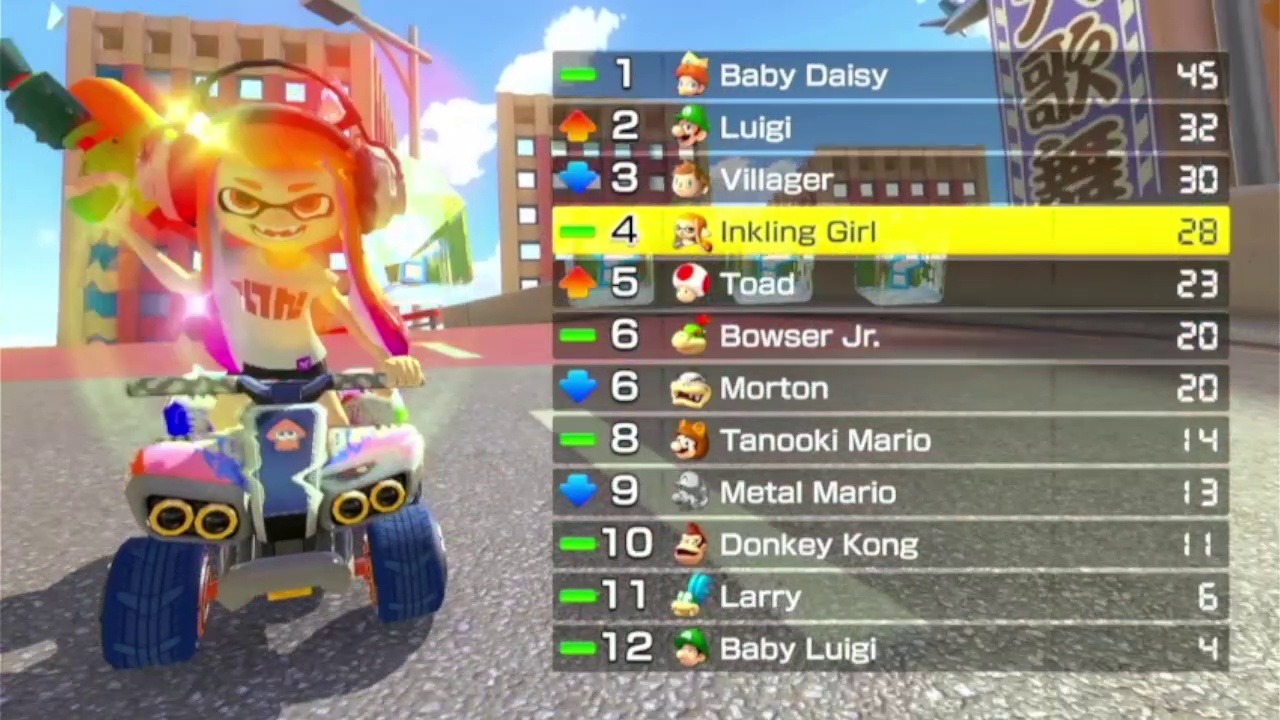 1 Baby Daisy 45
2 Luigi 32
3 Villager 30
4 Inkling Girl 28
5 Toad 23
6 Bowser Jr. 20
6 Morton 20
8 Tanooki Mario 14
9 Metal Mario 13
10 Donkey Kong 11
11 Larry 6
12 Baby Luigi 4
歌
舞